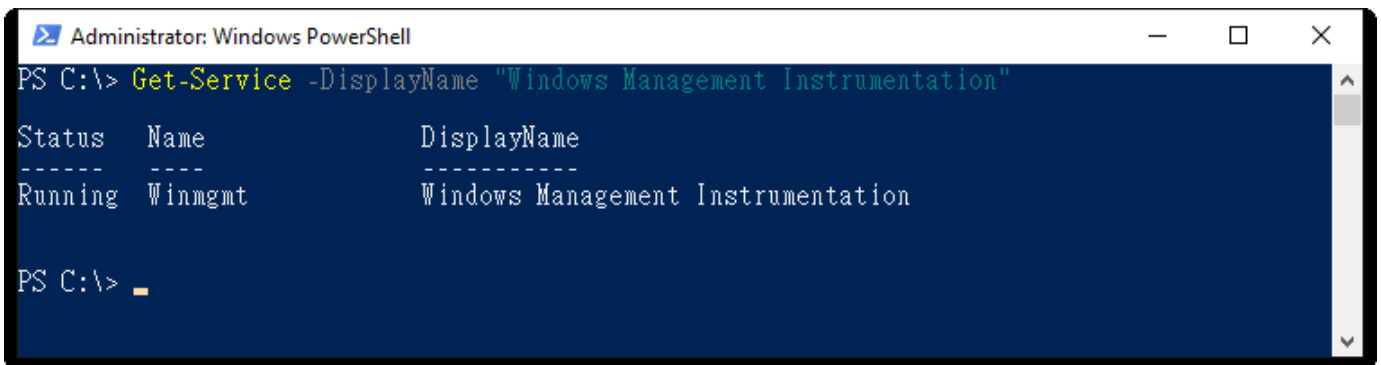 Administrator: Windows PowerShell
PS C:\> Get-Service -DisplayName "Windows Management Instrumentation"
Status   Name               DisplayName
------   ----               -----------
Running  Winmgmt            Windows Management Instrumentation
PS C:\>